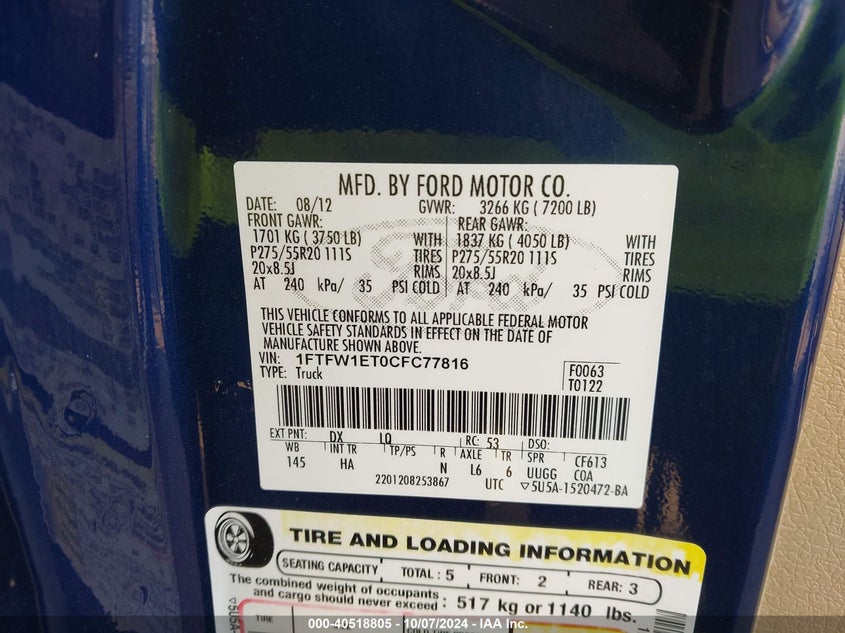 MFD. BY FORD MOTOR CO.
DATE: 08/12 GVWR: 3266 KG ( 7200 LB)
FRONT GAWR: REAR GAWR:
1701 KG ( 3750 LB) WITH 1837 KG ( 4050 LB) WITH
P275/55R20 111S TIRES P275/55R20 111S TIRES
20x8.5J RIMS 20x8.5J RIMS
AT 240 kPa/ 35 PSI COLD AT 240 kPa/ 35 PSI COLD
THIS VEHICLE CONFORMS TO ALL APPLICABLE FEDERAL MOTOR
VEHICLE SAFETY STANDARDS IN EFFECT ON THE DATE OF
MANUFACTURE SHOWN ABOVE.
VIN: 1FTFW1ET0CFC77816 F0063
TYPE: Truck T0122
EXT PNT: DX LQ RC: 53 DSO:
WB INT TR TP/PS R AXLE TR SPR CF613
145 HA N L6 6 UUGG COA
2201208253867 UTC ▽5U5A-1520472-BA
TIRE AND LOADING INFORMATION
SEATING CAPACITY TOTAL : 5 FRONT: 2 REAR: 3
The combined weight of occupants
and cargo should never exceed : 517 kg or 1140 lbs.
▽5U5A
TIRE
000-40518805 - 10/07/2024 - IAA Inc.